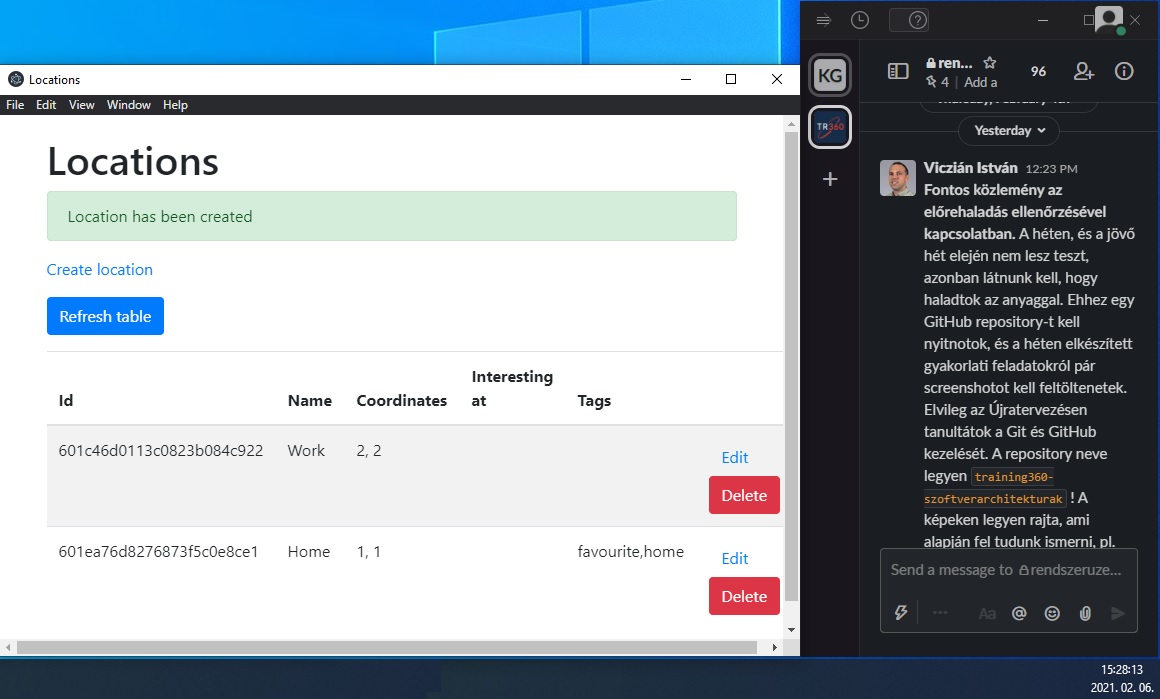 Locations
File Edit View Window Help
Locations
Location has been created
Create location
Refresh table
Id Name Coordinates Interesting at Tags
601c46d0113c0823b084c922 Work 2, 2 Edit
Delete
601ea76d8276873f5c0e8ce1 Home 1, 1 favourite,home Edit
Delete
KG
TR360
ren...
4 | Add a
96
Yesterday
Viczián István 12:23 PM
Fontos közlemény az
előrehaladás ellenőrzésével
kapcsolatban. A héten, és a jövő
hét elején nem lesz teszt,
azonban látnunk kell, hogy
haladtok az anyaggal. Ehhez egy
GitHub repository-t kell
nyitnotok, és a héten elkészített
gyakorlati feladatokról pár
screenshotot kell feltöltenetek.
Elvileg az Újratervezésen
tanultátok a Git és GitHub
kezelését. A repository neve
legyen training360-
szoftverarchitekturak ! A
képeken legyen rajta, ami
alapján fel tudunk ismerni, pl.
Send a message to rendszeruze...
Aa
15:28:13
2021. 02. 06.